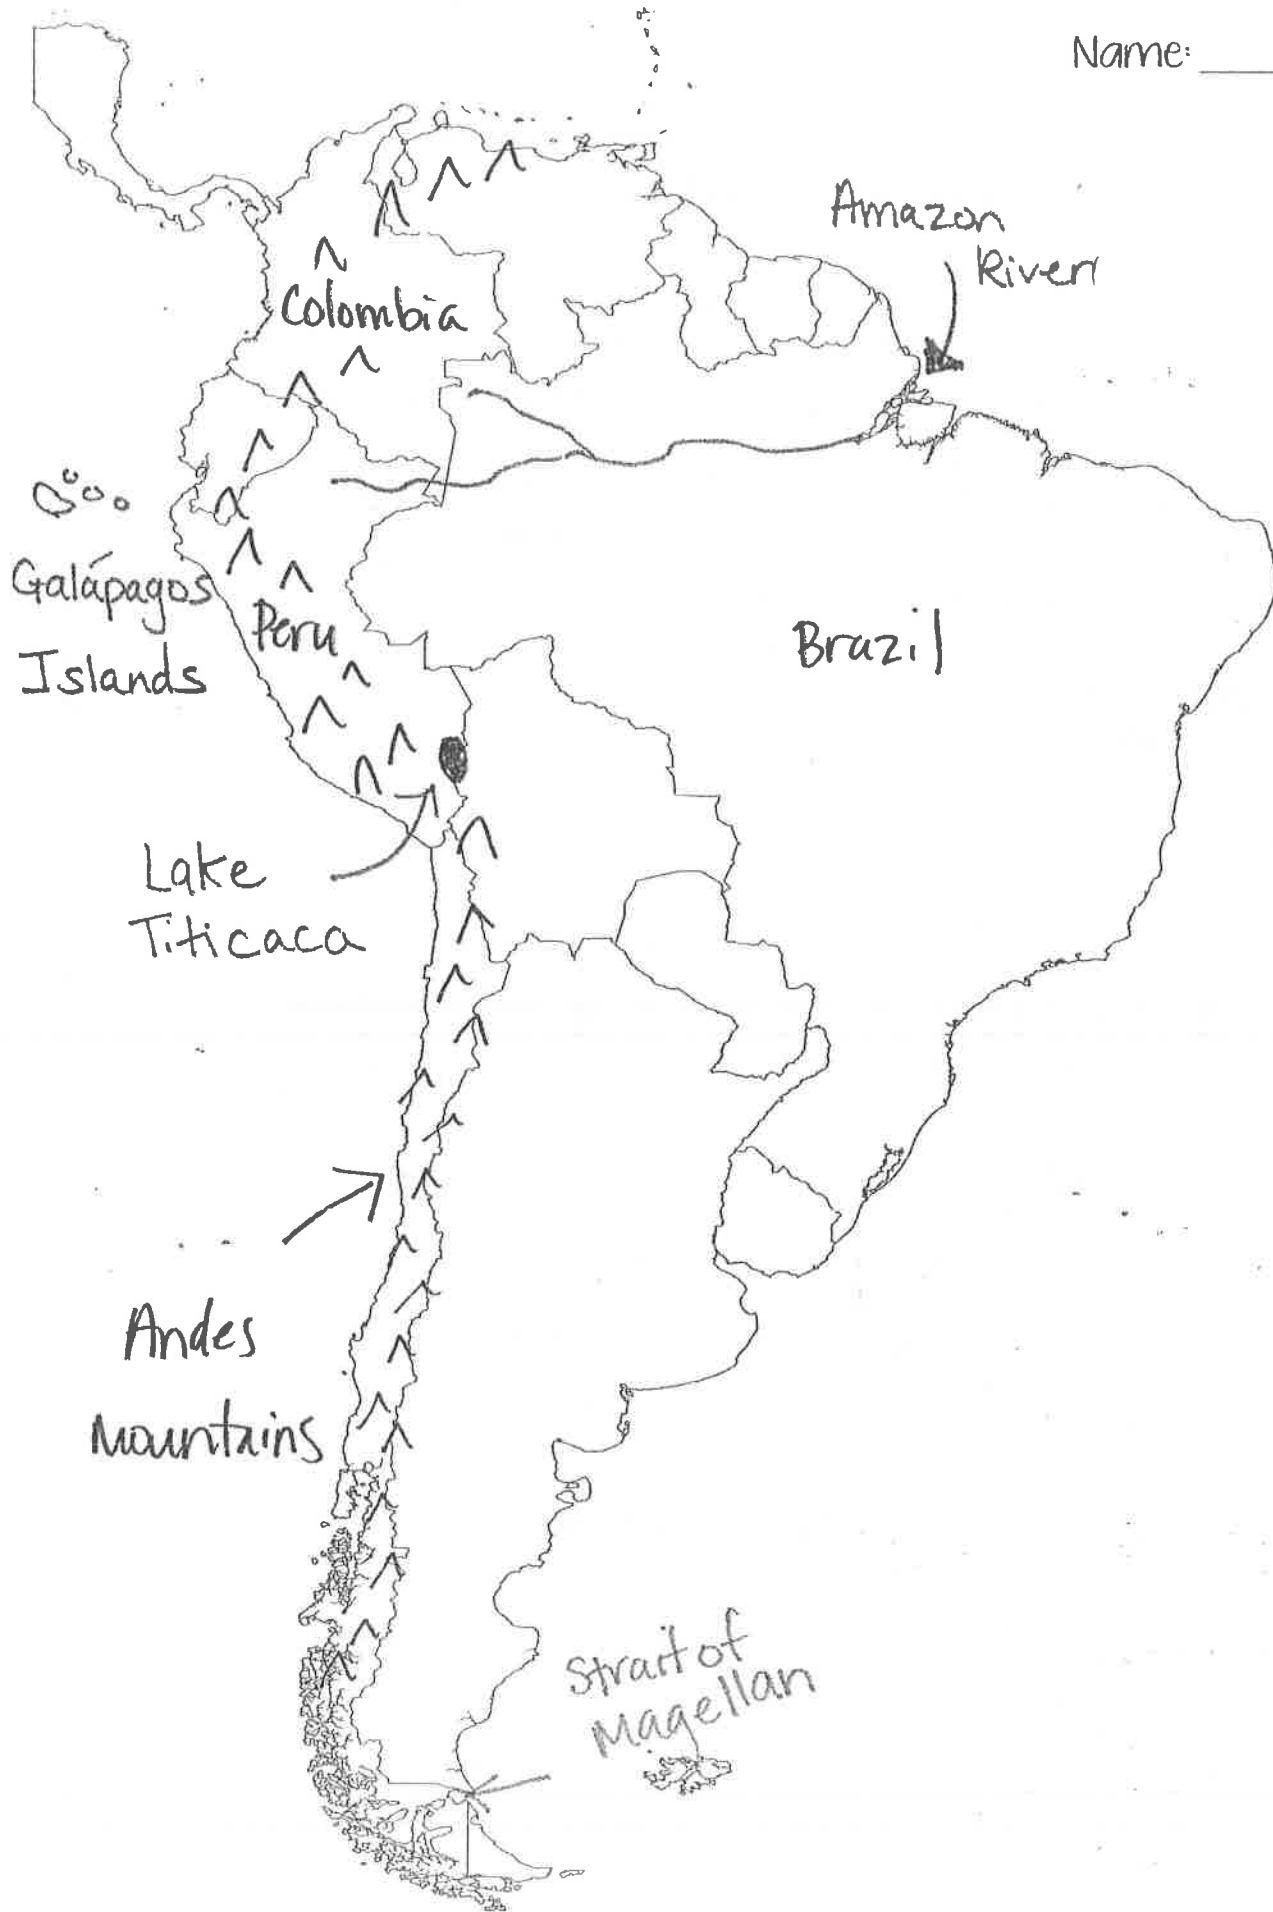 Name:
Amazon
River
Colombia
Galápagos
Islands
Peru
Brazil
Lake
Titicaca
Andes
Mountains
Strait of
Magellan